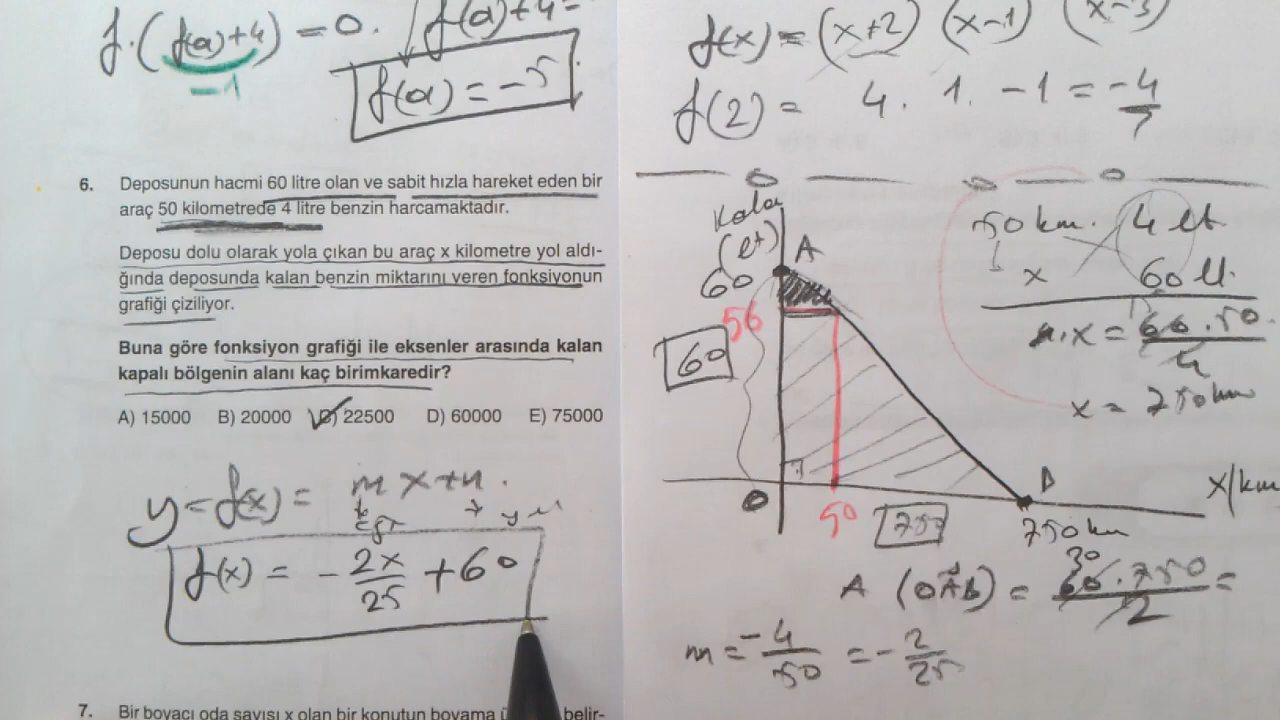 f·(f(a)+4) = 0.
-1
f(a)+4=
f(a) = -5
6. Deposunun hacmi 60 litre olan ve sabit hızla hareket eden bir
araç 50 kilometrede 4 litre benzin harcamaktadır.
Deposu dolu olarak yola çıkan bu araç x kilometre yol aldı-
ğında deposunda kalan benzin miktarını veren fonksiyonun
grafiği çiziliyor.
Buna göre fonksiyon grafiği ile eksenler arasında kalan
kapalı bölgenin alanı kaç birimkaredir?
A) 15000 B) 20000 C) 22500 D) 60000 E) 75000
y = f(x) = mx+n.
f(x) = -2x/25 + 60
7. Bir boyacı oda sayısı x olan bir konutun boyama belir-
f(x) = (x+2) (x-1) (x-3)
f(2) = 4. 1. -1 = -4
Kalan
(lt)
A
60
56
60
0
50
750
B
750 km
X/km
50 km. 4 lt
x 60 lt.
4.x = 60.50/4
x = 750 km
A (OAB) = 60.750/2 =
30
m = -4/50 = -2/25